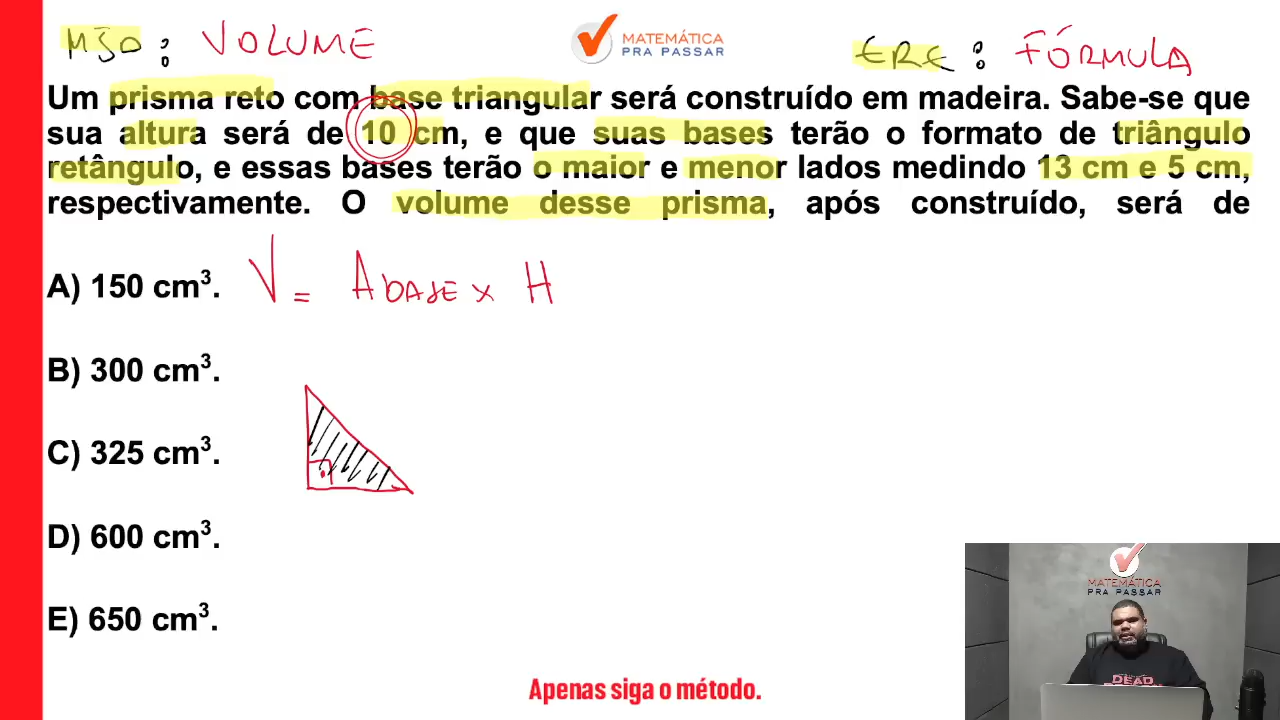 MJO : VOLUME
MATEMÁTICA
PRA PASSAR
ERE : FÓRMULA
Um prisma reto com base triangular será construído em madeira. Sabe-se que
sua altura será de 10 cm, e que suas bases terão o formato de triângulo
retângulo, e essas bases terão o maior e menor lados medindo 13 cm e 5 cm,
respectivamente. O volume desse prisma, após construído, será de
A) 150 cm³.
V = ABASE x H
B) 300 cm³.
C) 325 cm³.
D) 600 cm³.
E) 650 cm³.
MATEMÁTICA
PRA PASSAR
DEAD
Apenas siga o método.